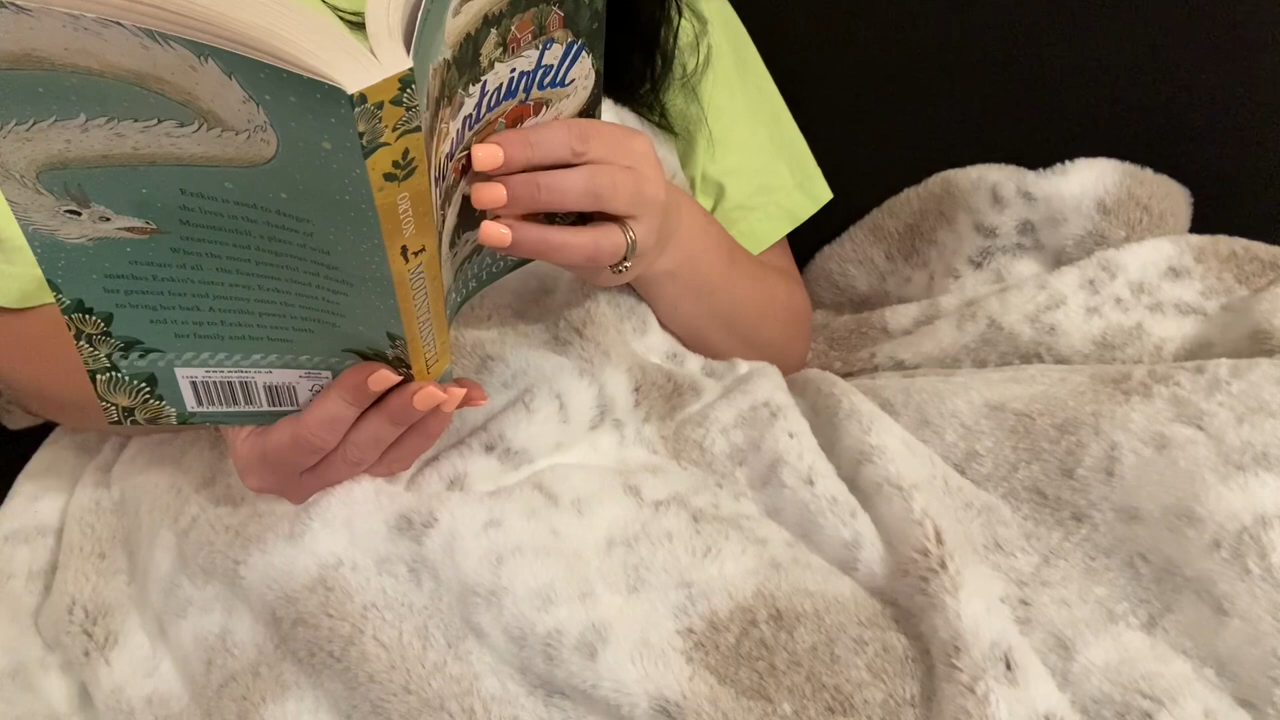 Mountainfell
ORTON
MOUNTAINFELL
ORTON
Erskin is used to danger,
she lives in the shadow of
Mountainfell, a place of wild
creatures and dangerous magic.
When the most powerful and deadly
creature of all – the fearsome cloud dragon
snatches Erskin's sister away, Erskin must face
her greatest fear and journey onto the mountain
to bring her back. A terrible power is stirring,
and it is up to Erskin to save both
her family and her home.
www.walker.co.uk